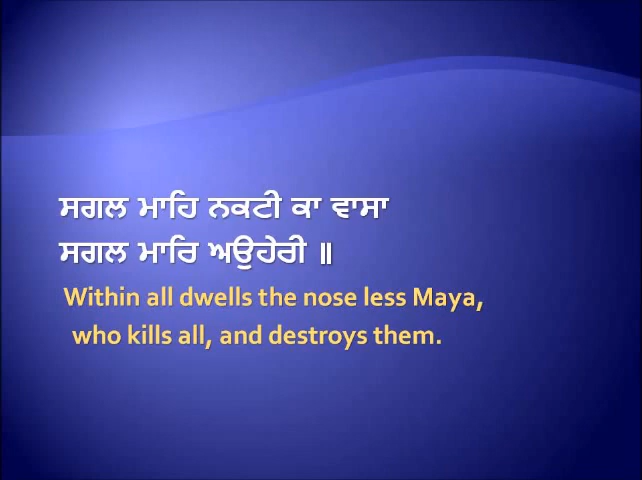 ਸਗਲ ਮਾਹਿ ਨਕਟੀ ਕਾ ਵਾਸਾ
ਸਗਲ ਮਾਰਿ ਅਉਹੇਰੀ ॥
Within all dwells the nose less Maya,
who kills all, and destroys them.